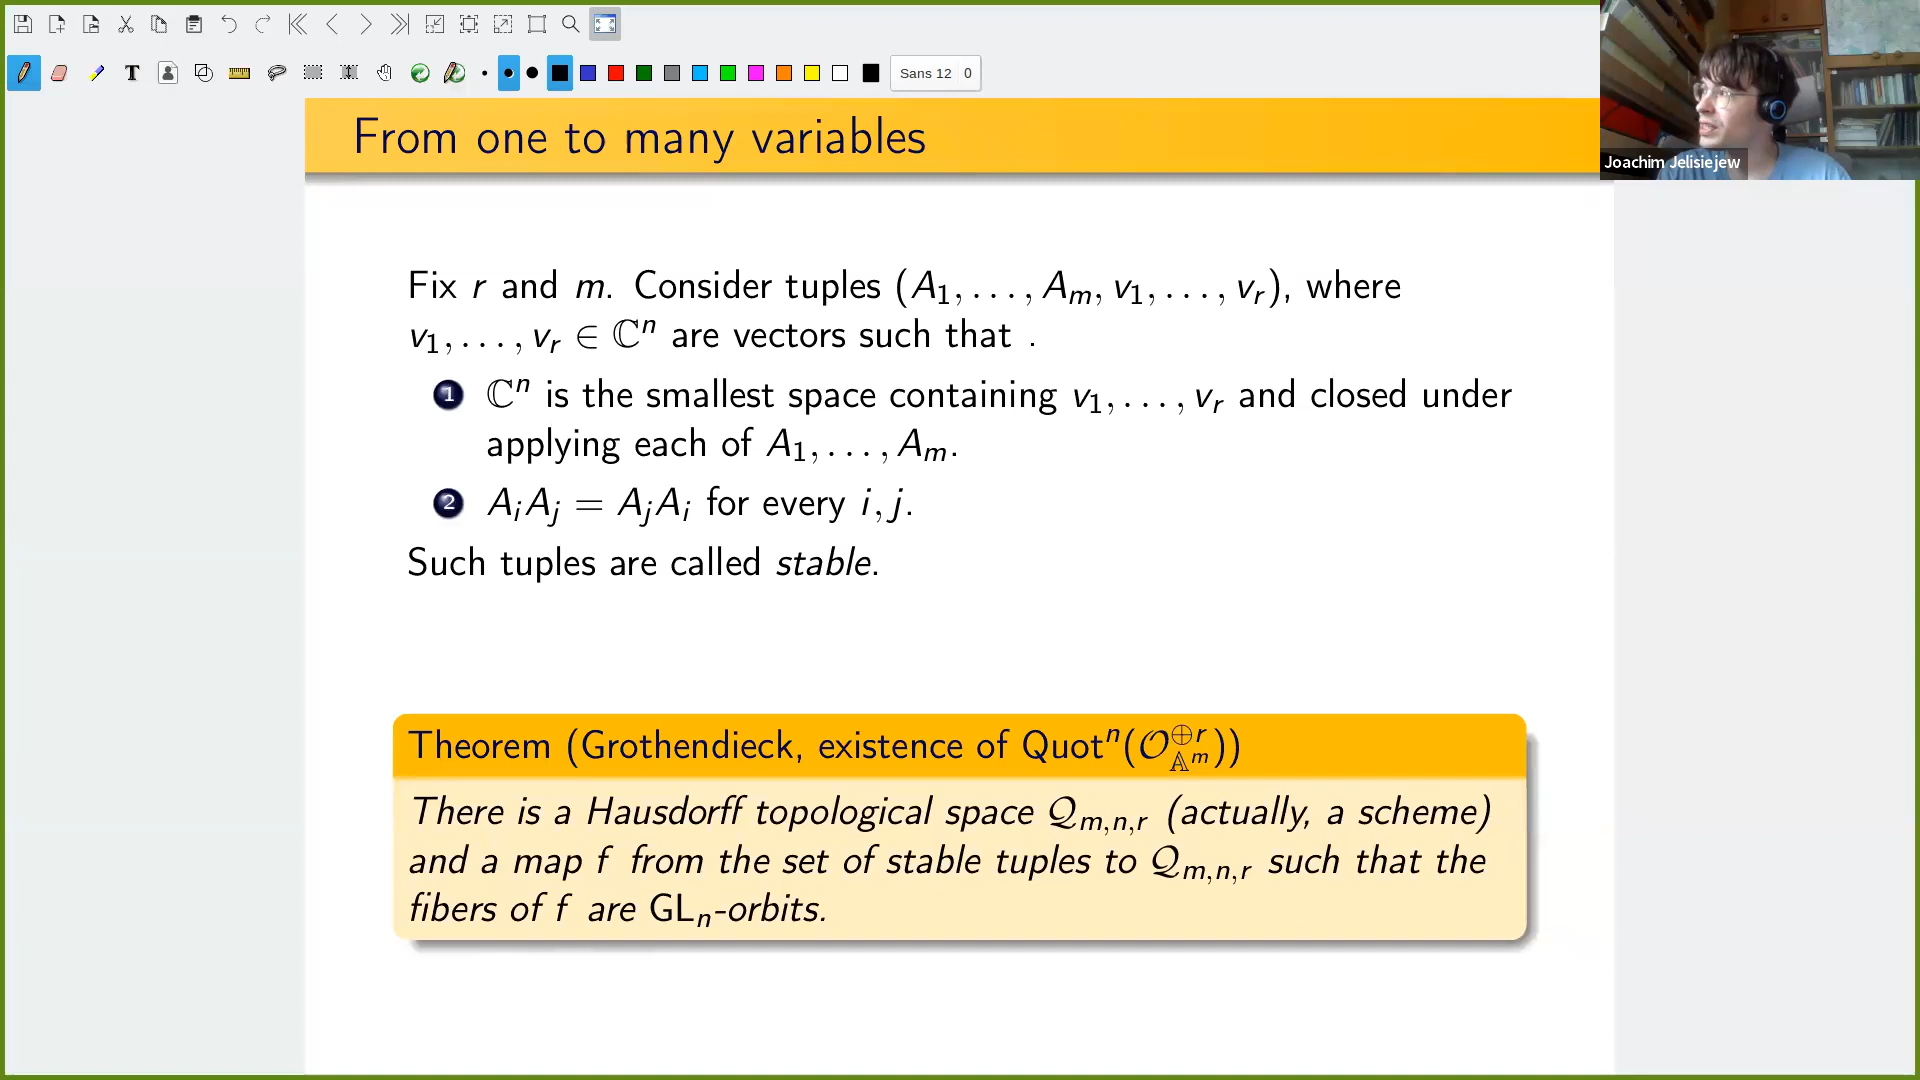 Sans 12 0
From one to many variables
Joachim Jelisiejew
Fix r and m. Consider tuples (A₁, . . . , Aₘ, v₁, . . . , vᵣ), where
v₁, . . . , vᵣ ∈ ℂⁿ are vectors such that .
1 ℂⁿ is the smallest space containing v₁, . . . , vᵣ and closed under
applying each of A₁, . . . , Aₘ.
2 AᵢAⱼ = AⱼAᵢ for every i, j.
Such tuples are called stable.
Theorem (Grothendieck, existence of Quotⁿ(𝒪_{𝔸ᵐ}^{⊕r}))
There is a Hausdorff topological space 𝒬_{m,n,r} (actually, a scheme)
and a map f from the set of stable tuples to 𝒬_{m,n,r} such that the
fibers of f are GLₙ-orbits.